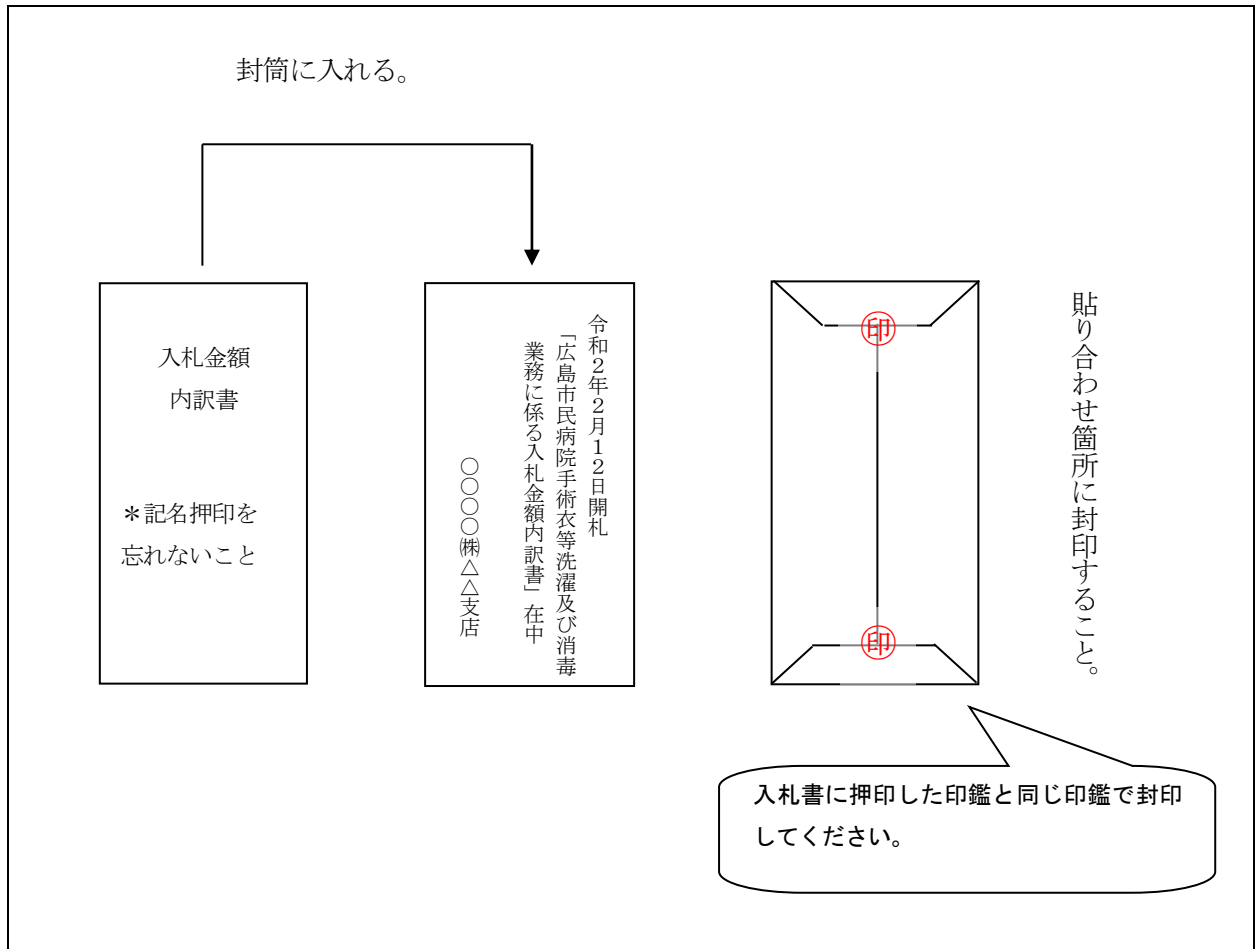 封筒に入れる。
入札金額
内訳書
＊記名押印を
忘れないこと
令和２年２月１２日開札
「広島市民病院手術衣等洗濯及び消毒
業務に係る入札金額内訳書」在中
○○○○㈱△△支店
印
印
貼り合わせ箇所に封印すること。
入札書に押印した印鑑と同じ印鑑で封印
してください。